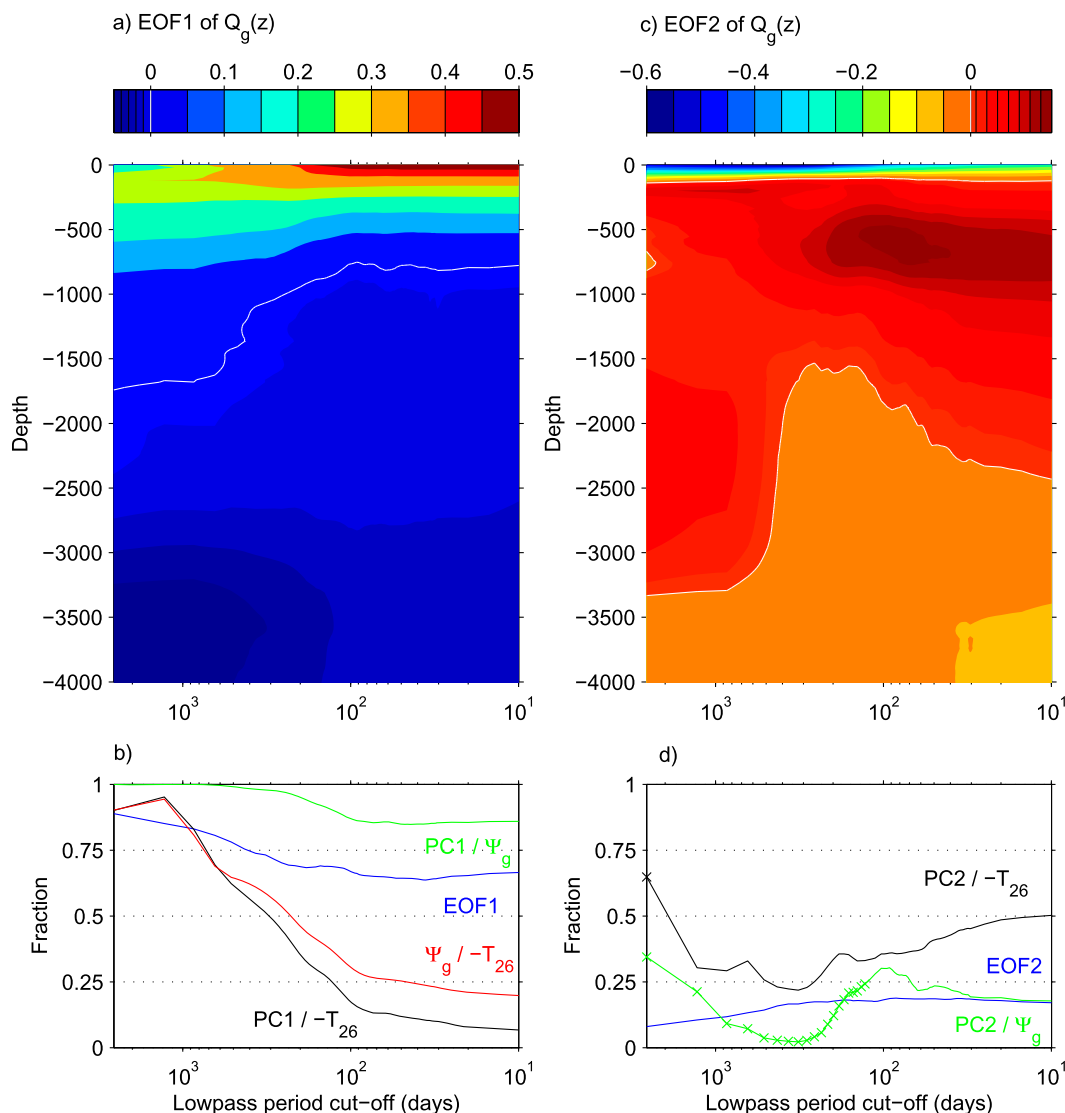 a) EOF1 of Q_g(z)
0 0.1 0.2 0.3 0.4 0.5
0
−500
−1000
−1500
−2000
−2500
−3000
−3500
−4000
Depth
10^3 10^2 10^1
c) EOF2 of Q_g(z)
−0.6 −0.4 −0.2 0
0
−500
−1000
−1500
−2000
−2500
−3000
−3500
−4000
Depth
10^3 10^2 10^1
b)
1
0.75
0.5
0.25
0
Fraction
PC1 / Ψ_g
EOF1
Ψ_g / −T_26
PC1 / −T_26
10^3 10^2 10^1
Lowpass period cut−off (days)
d)
1
0.75
0.5
0.25
0
Fraction
PC2 / −T_26
EOF2
PC2 / Ψ_g
10^3 10^2 10^1
Lowpass period cut−off (days)